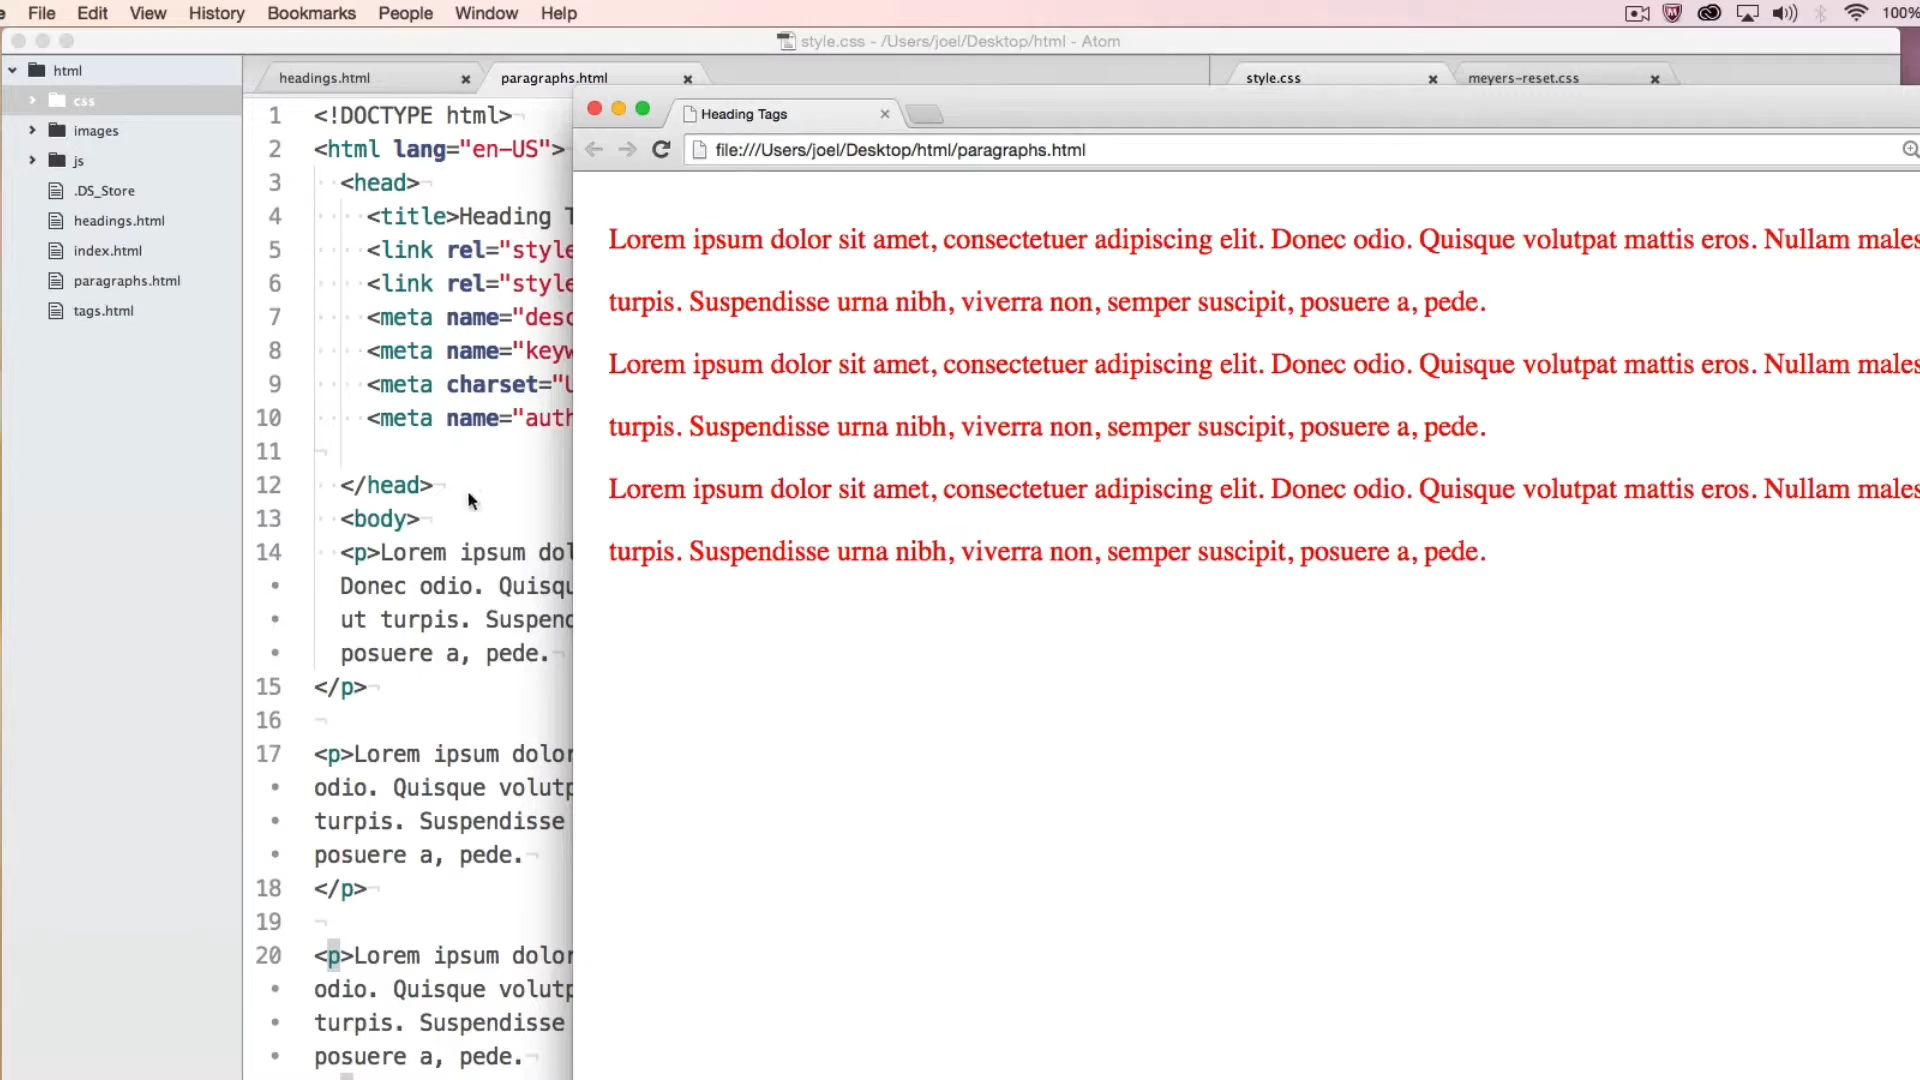 File Edit View History Bookmarks People Window Help 100%
style.css - /Users/joel/Desktop/html - Atom
html
css
images
js
.DS_Store
headings.html
index.html
paragraphs.html
tags.html
headings.html paragraphs.html style.css meyers-reset.css
1 <!DOCTYPE html>
2 <html lang="en-US">
3 <head>
4 <title>Heading T
5 <link rel="style
6 <link rel="style
7 <meta name="desc
8 <meta name="keyw
9 <meta charset="U
10 <meta name="auth
11
12 </head>
13 <body>
14 <p>Lorem ipsum dol
Donec odio. Quisqu
ut turpis. Suspend
posuere a, pede.
15 </p>
16
17 <p>Lorem ipsum dolor
odio. Quisque volutp
turpis. Suspendisse
posuere a, pede.
18 </p>
19
20 <p>Lorem ipsum dolor
odio. Quisque volutp
turpis. Suspendisse
posuere a, pede.
Heading Tags
file:///Users/joel/Desktop/html/paragraphs.html
Lorem ipsum dolor sit amet, consectetuer adipiscing elit. Donec odio. Quisque volutpat mattis eros. Nullam males
turpis. Suspendisse urna nibh, viverra non, semper suscipit, posuere a, pede.
Lorem ipsum dolor sit amet, consectetuer adipiscing elit. Donec odio. Quisque volutpat mattis eros. Nullam males
turpis. Suspendisse urna nibh, viverra non, semper suscipit, posuere a, pede.
Lorem ipsum dolor sit amet, consectetuer adipiscing elit. Donec odio. Quisque volutpat mattis eros. Nullam males
turpis. Suspendisse urna nibh, viverra non, semper suscipit, posuere a, pede.